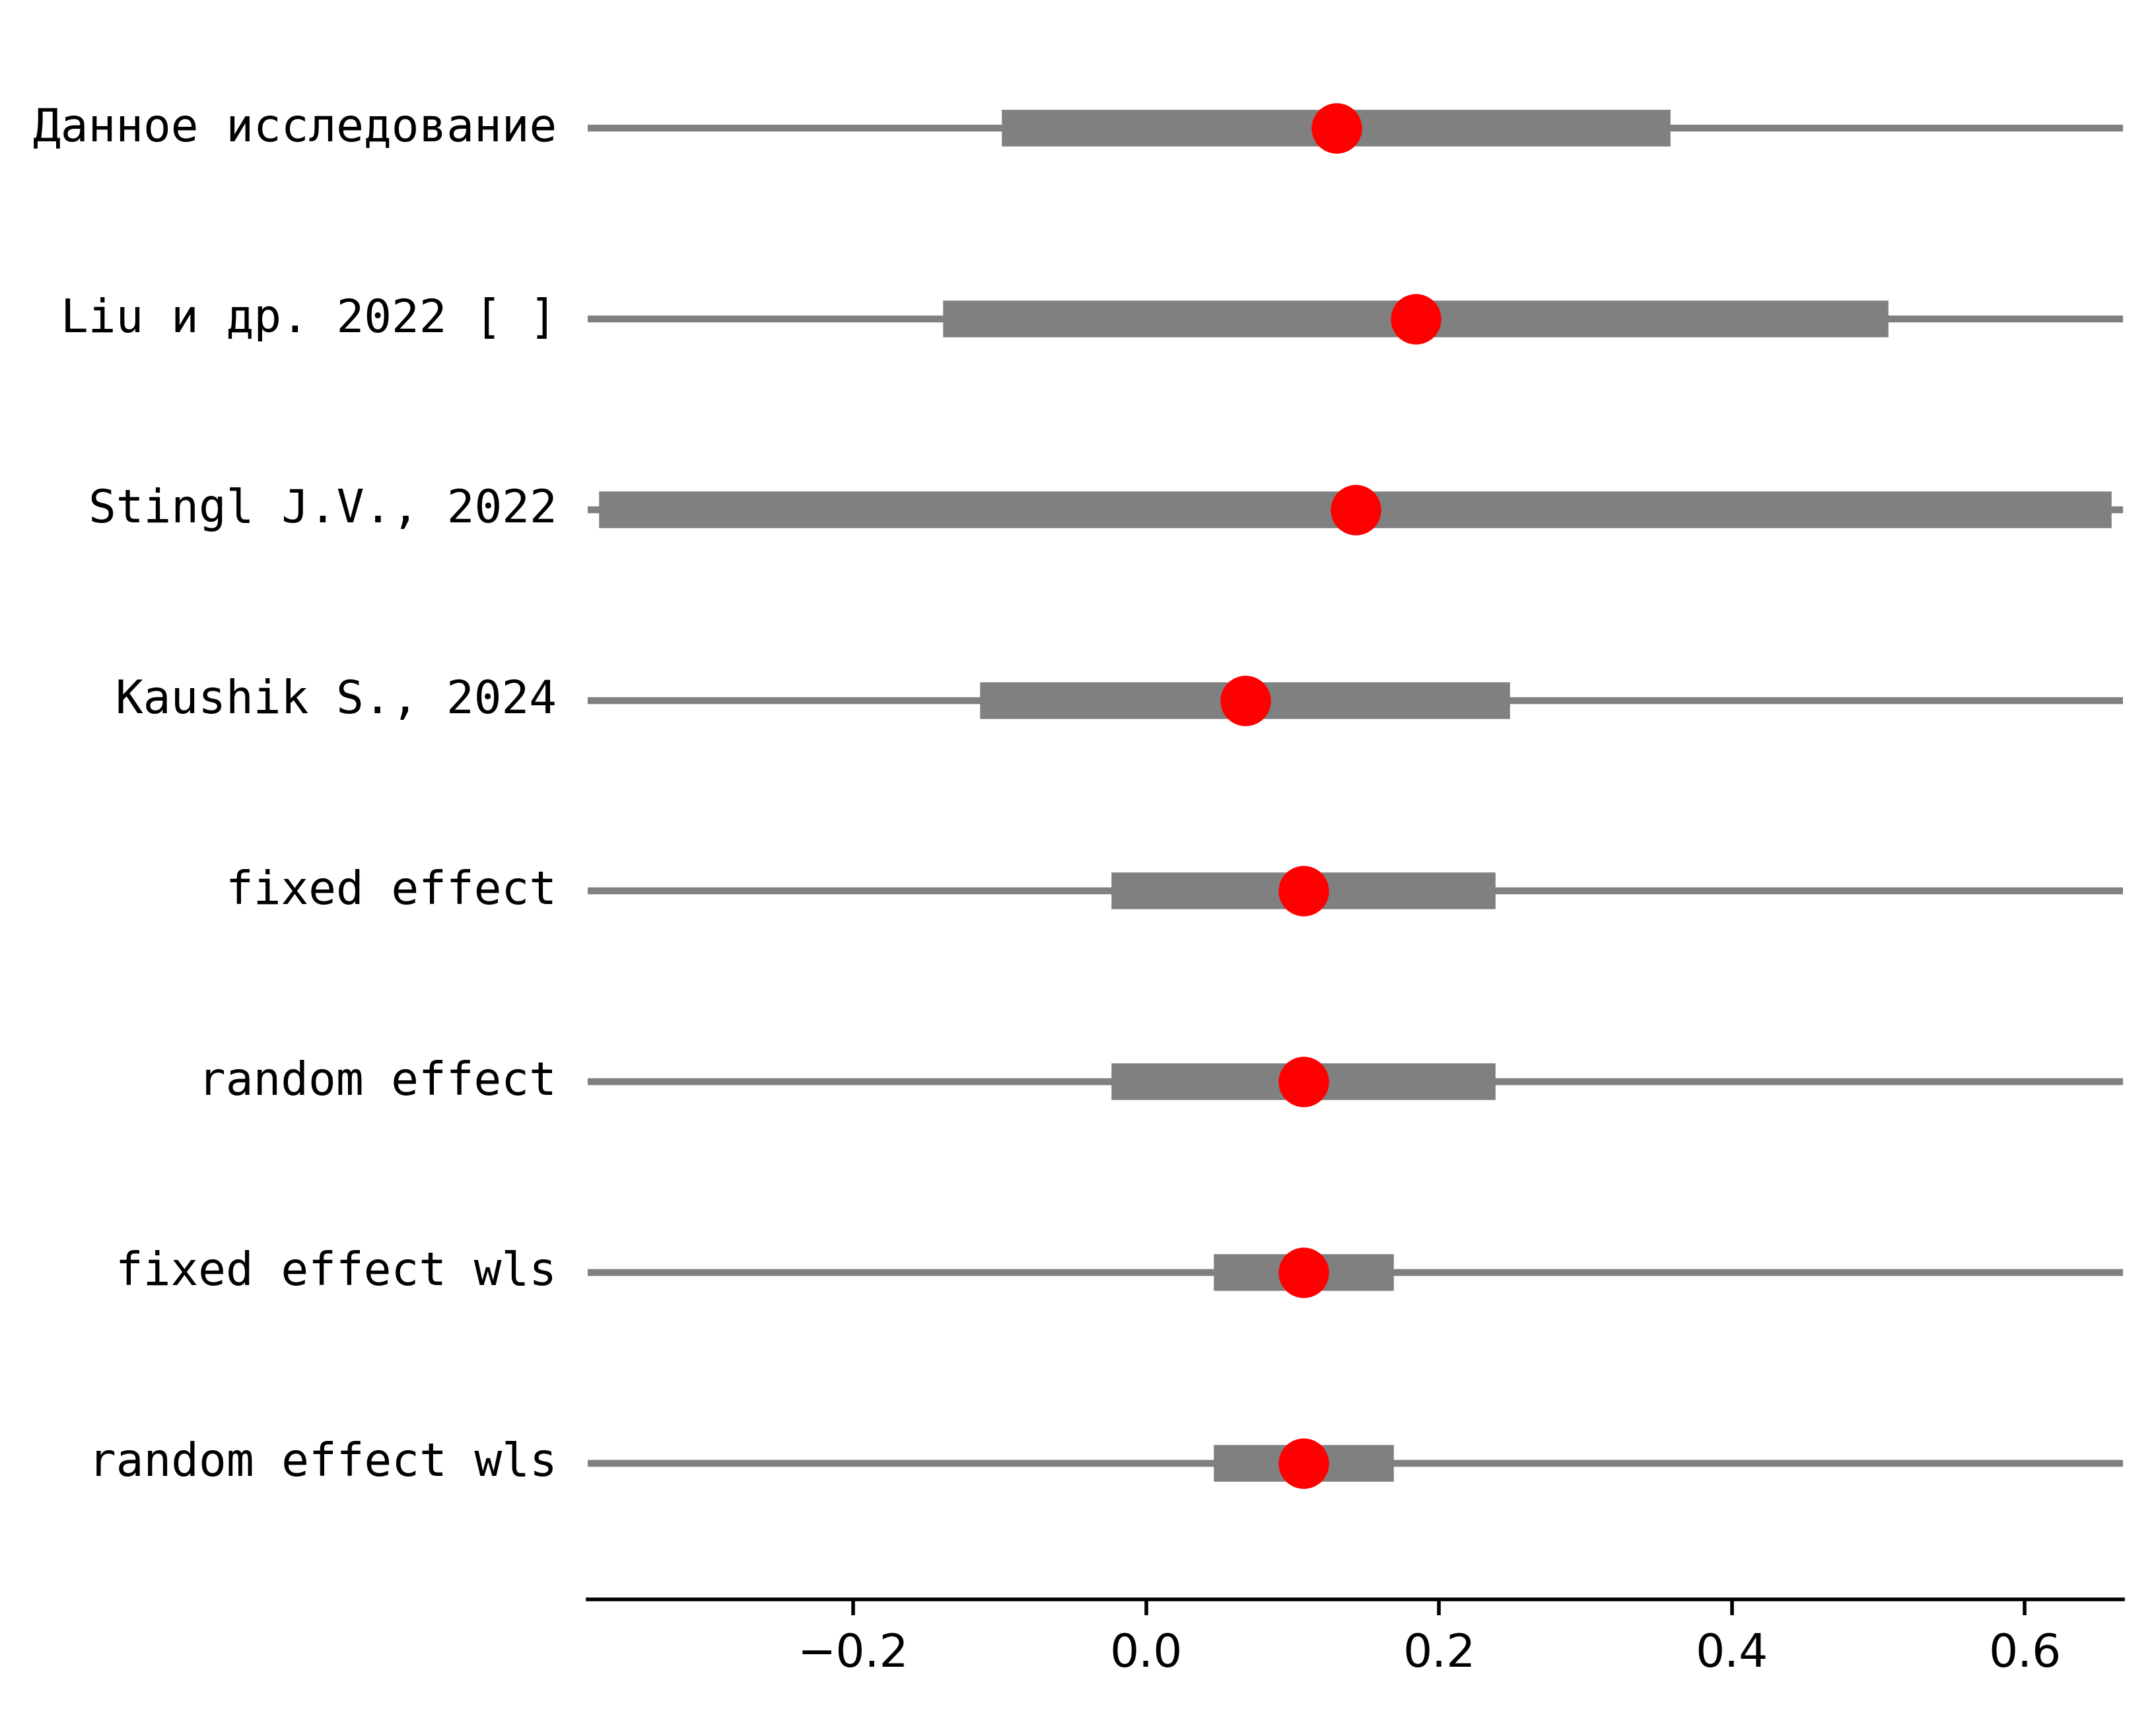 Данное исследование
Liu и др. 2022 [ ]
Stingl J.V., 2022
Kaushik S., 2024
fixed effect
random effect
fixed effect wls
random effect wls
−0.2 0.0 0.2 0.4 0.6